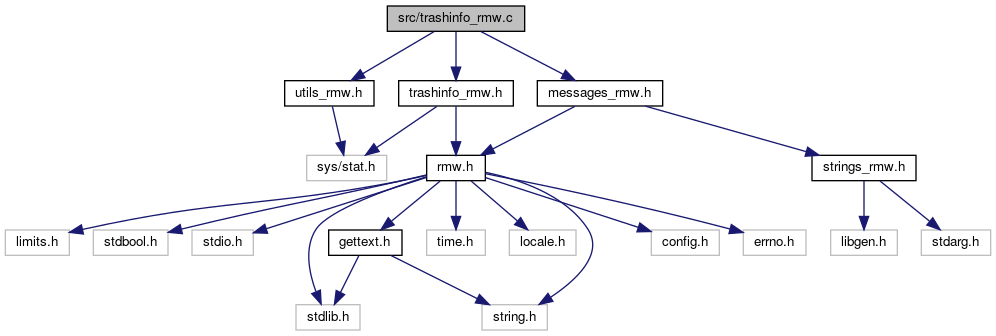 src/trashinfo_rmw.c
utils_rmw.h
trashinfo_rmw.h
messages_rmw.h
sys/stat.h
rmw.h
strings_rmw.h
limits.h
stdbool.h
stdio.h
gettext.h
time.h
locale.h
config.h
errno.h
libgen.h
stdarg.h
stdlib.h
string.h